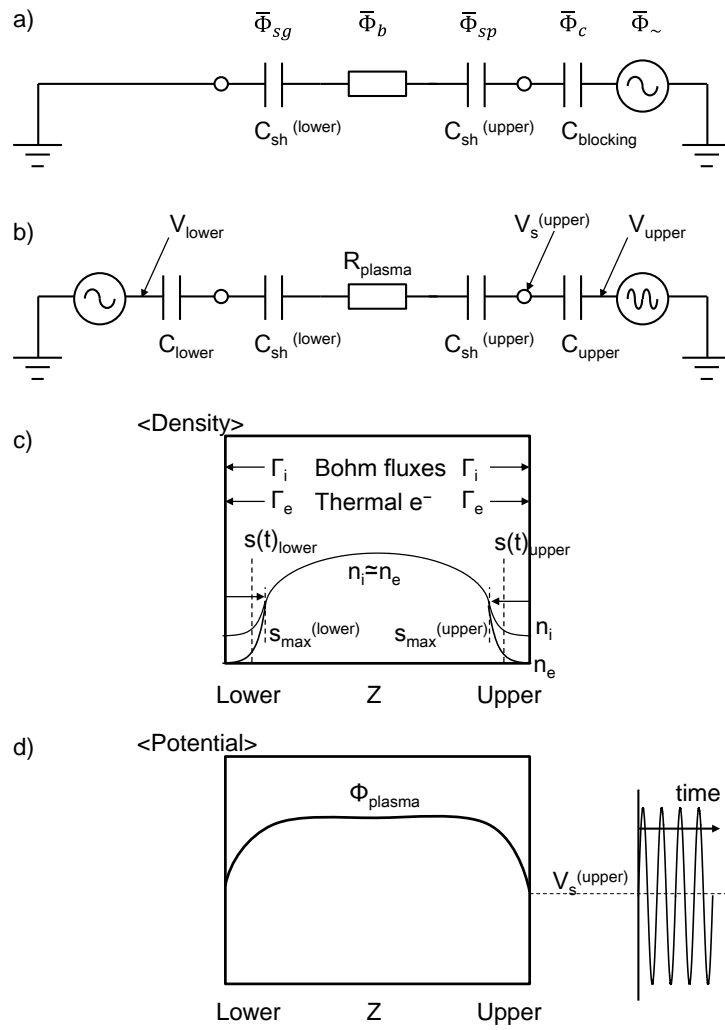 a)
Φ̅sg Φ̅b Φ̅sp Φ̅c Φ̅~
Csh(lower) Csh(upper) Cblocking
b)
Vlower Vs(upper) Vupper
Rplasma
Clower Csh(lower) Csh(upper) Cupper
c)
<Density>
Γi Bohm fluxes Γi
Γe Thermal e⁻ Γe
s(t)lower s(t)upper
ni≃ne
smax(lower) smax(upper) ni
ne
Lower Z Upper
d)
<Potential>
Φplasma time
Vs(upper)
Lower Z Upper